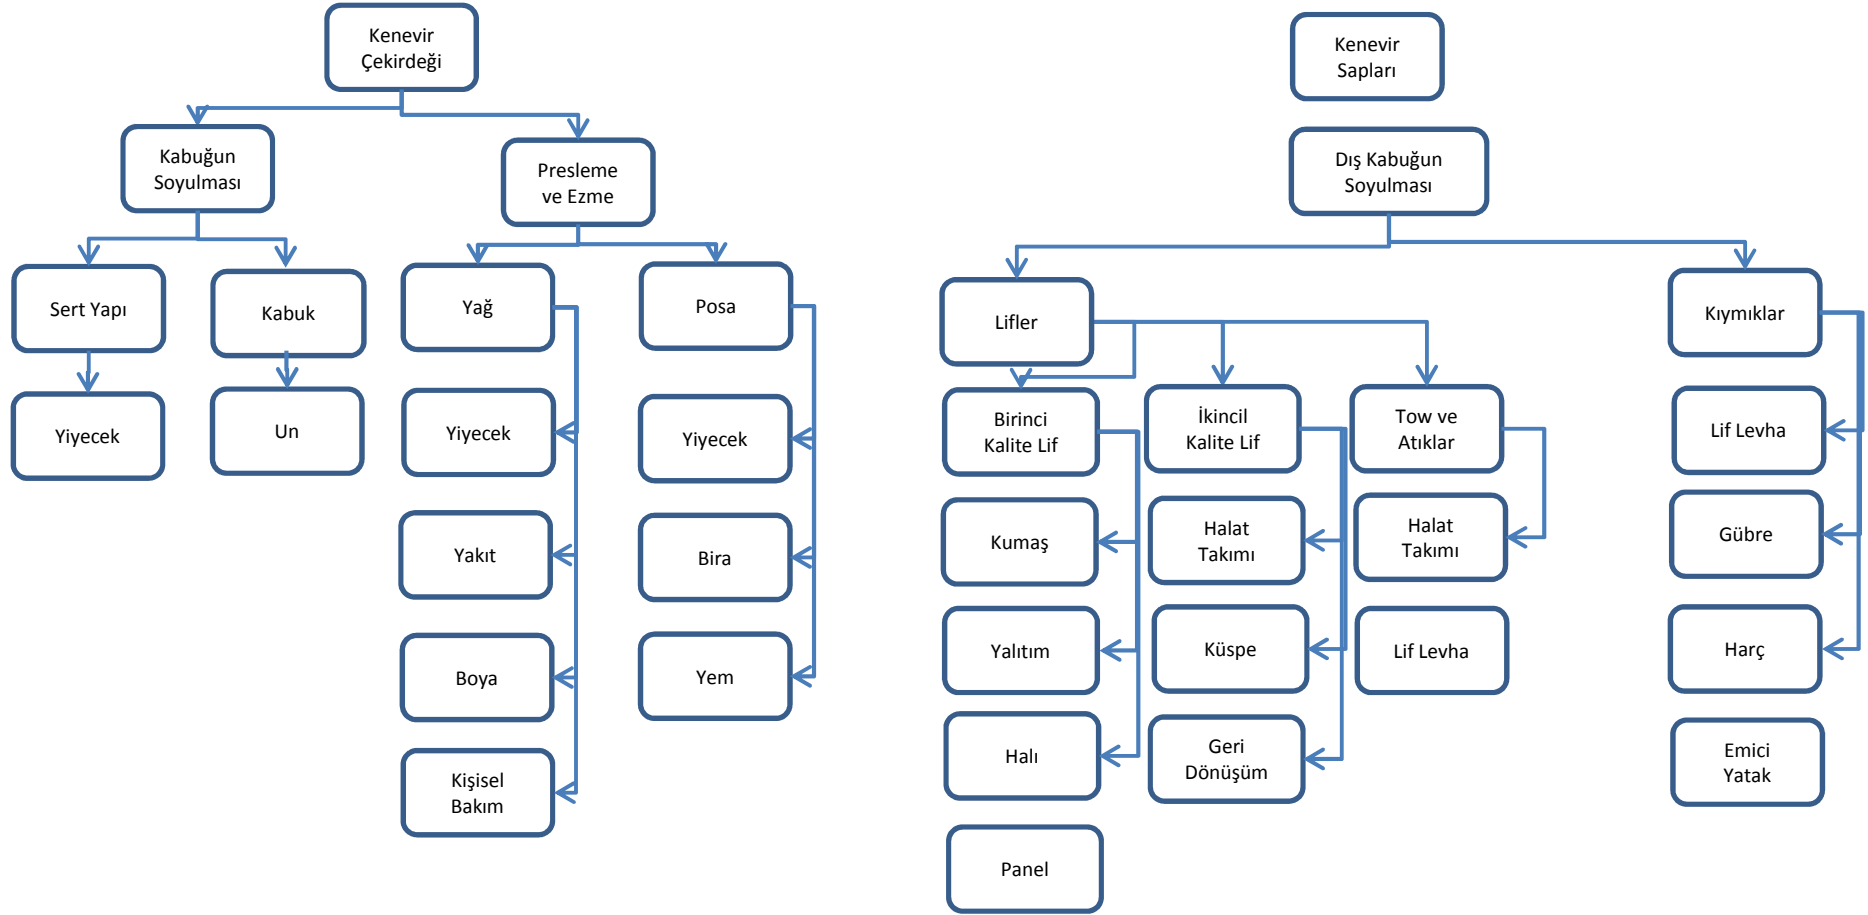 Kenevir
Çekirdeği
Kabuğun
Soyulması
Presleme
ve Ezme
Sert Yapı
Kabuk
Yağ
Posa
Yiyecek
Un
Yiyecek
Yiyecek
Yakıt
Bira
Boya
Yem
Kişisel
Bakım
Kenevir
Sapları
Dış Kabuğun
Soyulması
Lifler
Kıymıklar
Birinci
Kalite Lif
İkincil
Kalite Lif
Tow ve
Atıklar
Lif Levha
Kumaş
Halat
Takımı
Halat
Takımı
Gübre
Yalıtım
Küspe
Lif Levha
Harç
Halı
Geri
Dönüşüm
Emici
Yatak
Panel